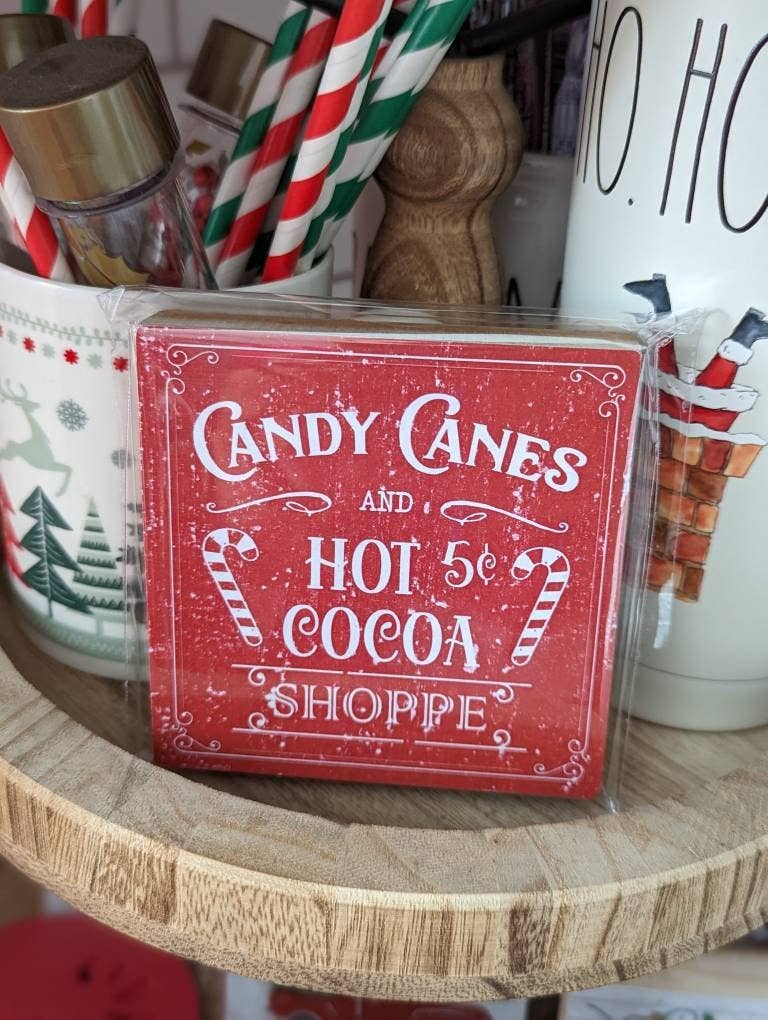 HO. HO
CANDY CANES
AND
HOT 5¢
COCOA
SHOPPE